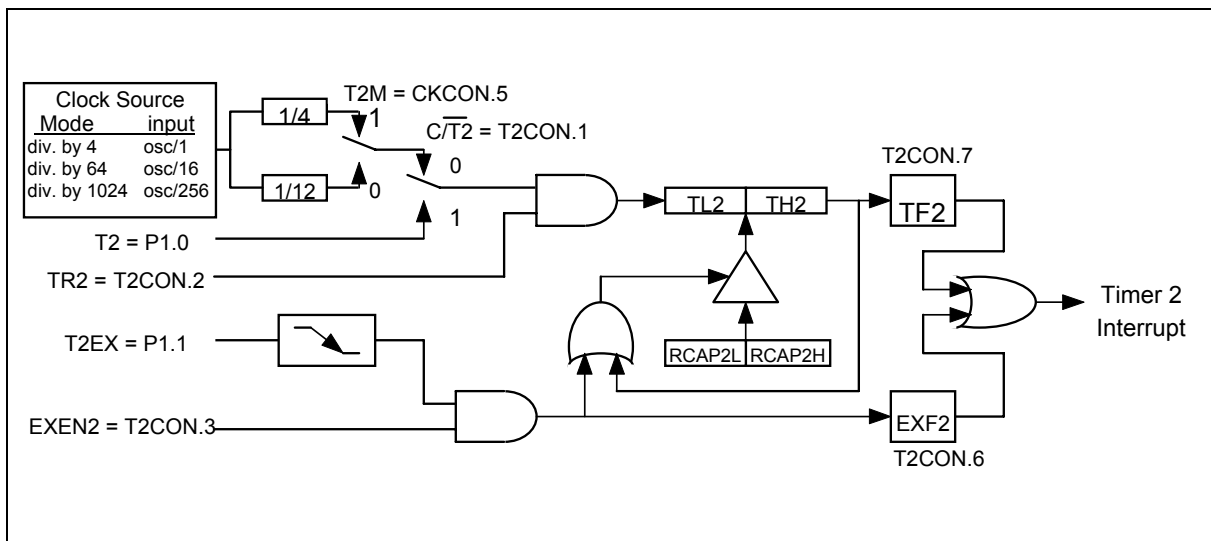 Clock Source
Mode input
div. by 4 osc/1
div. by 64 osc/16
div. by 1024 osc/256
1/4
1/12
T2M = CKCON.5
1
0
C/T2 = T2CON.1
0
1
T2 = P1.0
TR2 = T2CON.2
TL2 TH2
T2CON.7
TF2
Timer 2
Interrupt
T2EX = P1.1
RCAP2L RCAP2H
EXEN2 = T2CON.3
EXF2
T2CON.6